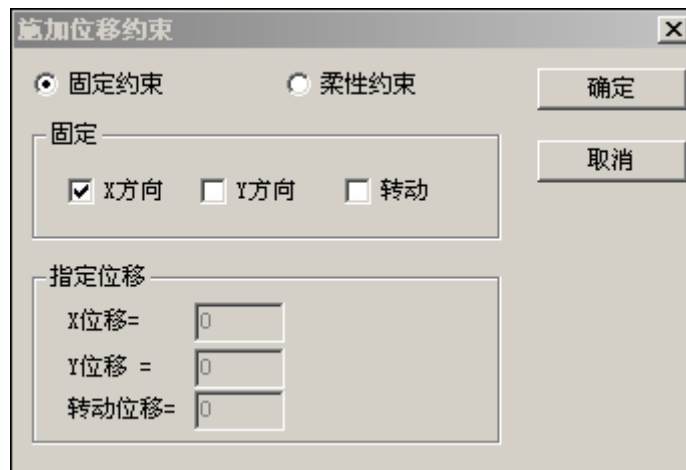 施加位移约束
固定约束 柔性约束 确定
固定
取消
X方向 Y方向 转动
指定位移
X位移= 0
Y位移 = 0
转动位移= 0